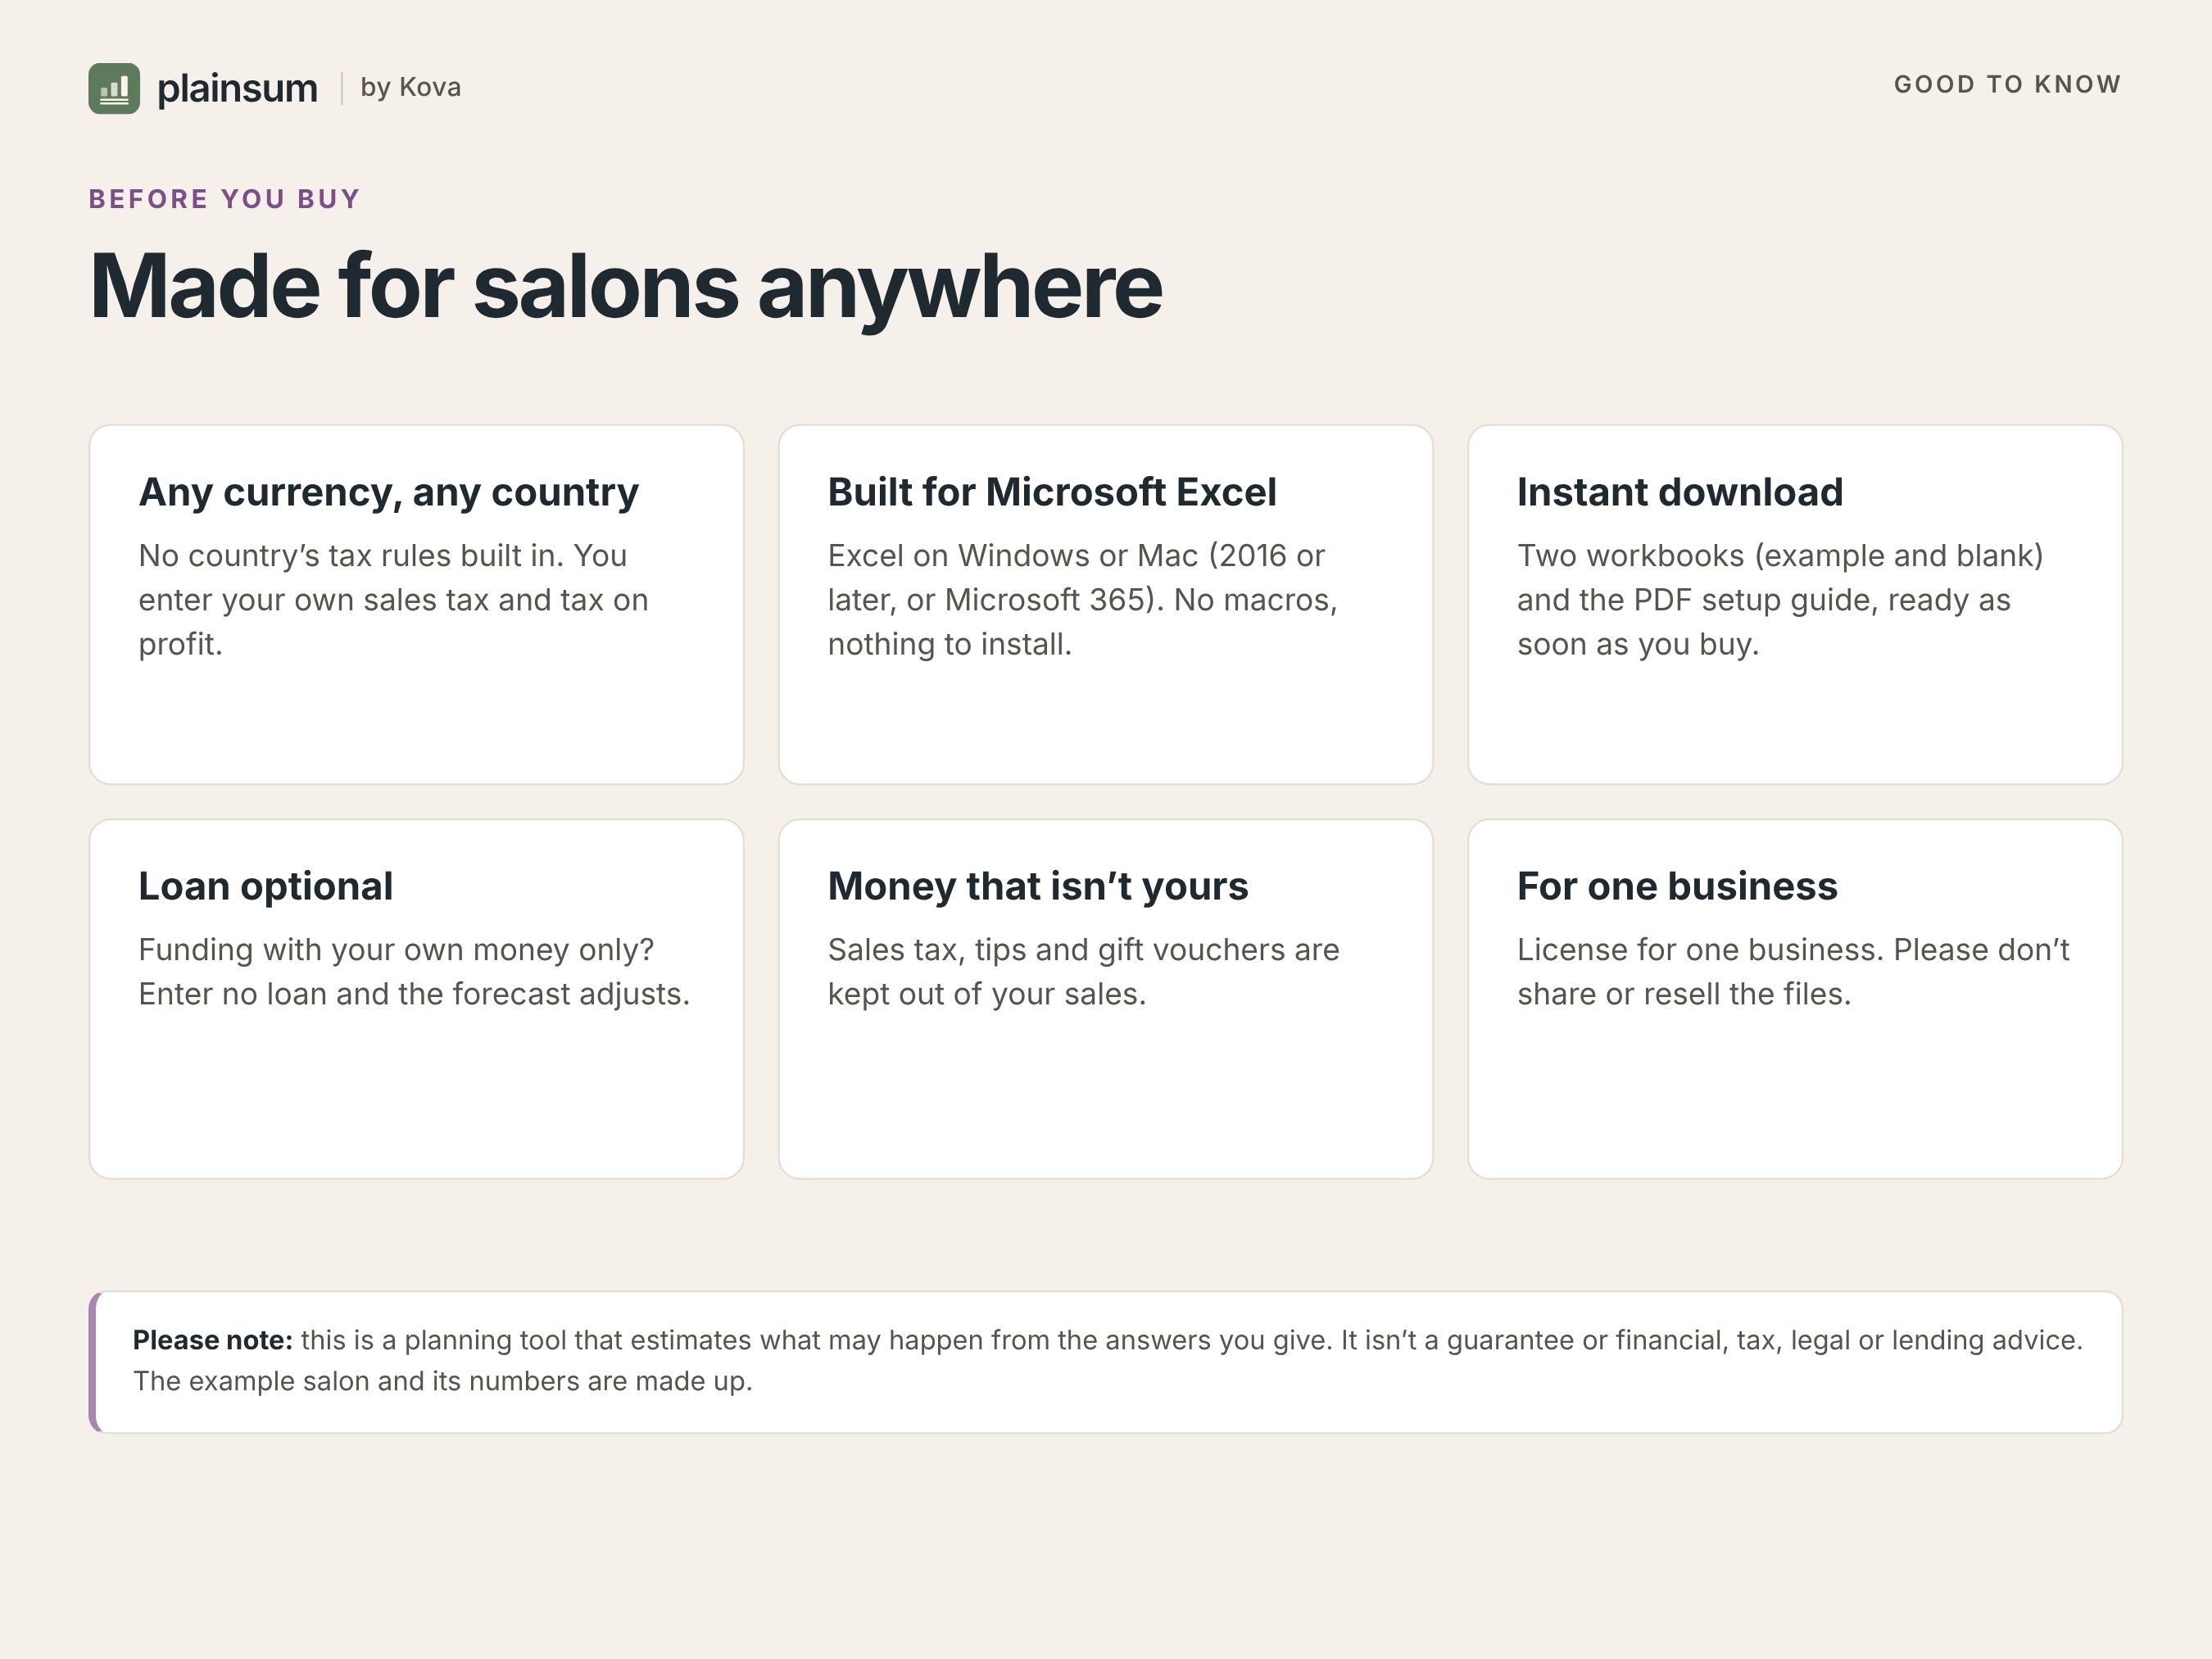 plainsum by Kova
GOOD TO KNOW
BEFORE YOU BUY
Made for salons anywhere
Any currency, any country
No country’s tax rules built in. You
enter your own sales tax and tax on
profit.
Built for Microsoft Excel
Excel on Windows or Mac (2016 or
later, or Microsoft 365). No macros,
nothing to install.
Instant download
Two workbooks (example and blank)
and the PDF setup guide, ready as
soon as you buy.
Loan optional
Funding with your own money only?
Enter no loan and the forecast adjusts.
Money that isn’t yours
Sales tax, tips and gift vouchers are
kept out of your sales.
For one business
License for one business. Please don’t
share or resell the files.
Please note: this is a planning tool that estimates what may happen from the answers you give. It isn’t a guarantee or financial, tax, legal or lending advice.
The example salon and its numbers are made up.